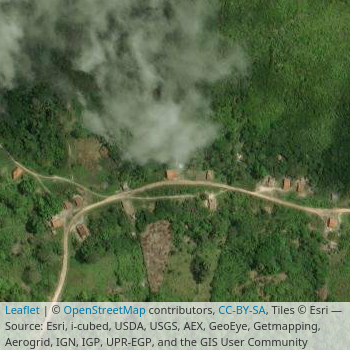 Leaflet | © OpenStreetMap contributors, CC-BY-SA, Tiles © Esri —
Source: Esri, i-cubed, USDA, USGS, AEX, GeoEye, Getmapping,
Aerogrid, IGN, IGP, UPR-EGP, and the GIS User Community